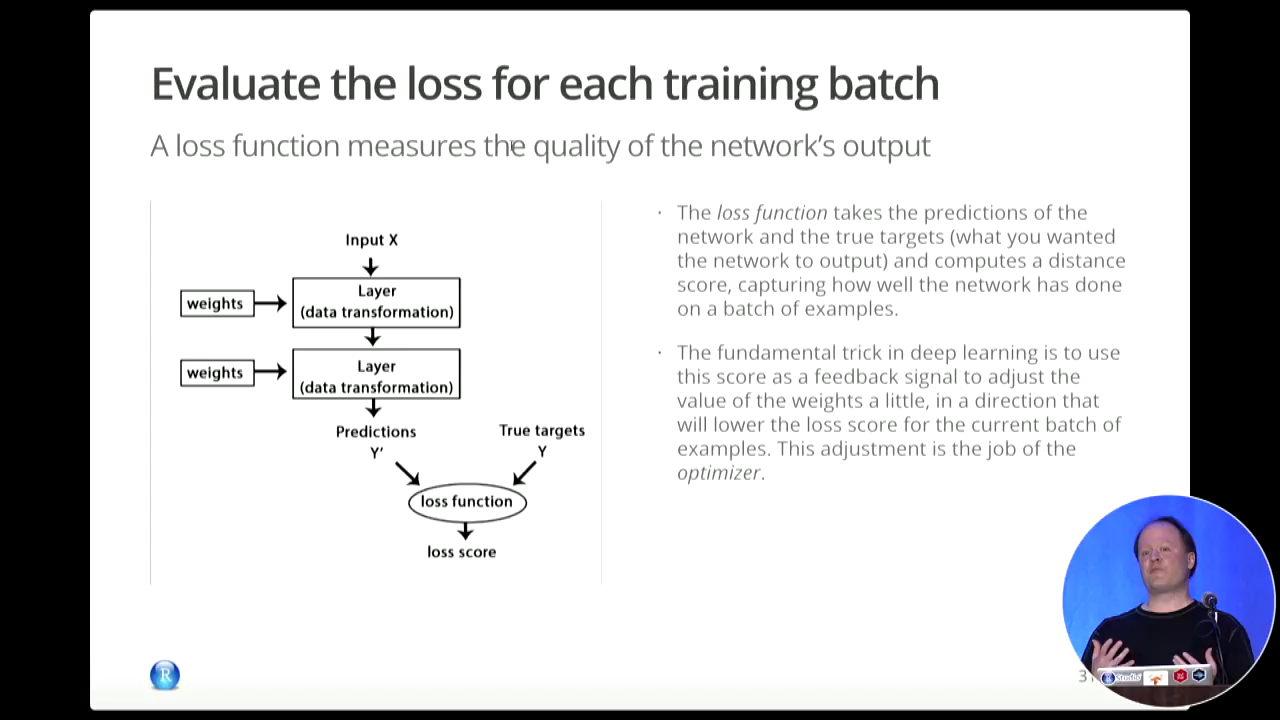 Evaluate the loss for each training batch
A loss function measures the quality of the network's output
Input X
weights
Layer
(data transformation)
weights
Layer
(data transformation)
Predictions
Y'
True targets
Y
loss function
loss score
· The loss function takes the predictions of the
network and the true targets (what you wanted
the network to output) and computes a distance
score, capturing how well the network has done
on a batch of examples.
· The fundamental trick in deep learning is to use
this score as a feedback signal to adjust the
value of the weights a little, in a direction that
will lower the loss score for the current batch of
examples. This adjustment is the job of the
optimizer.
R